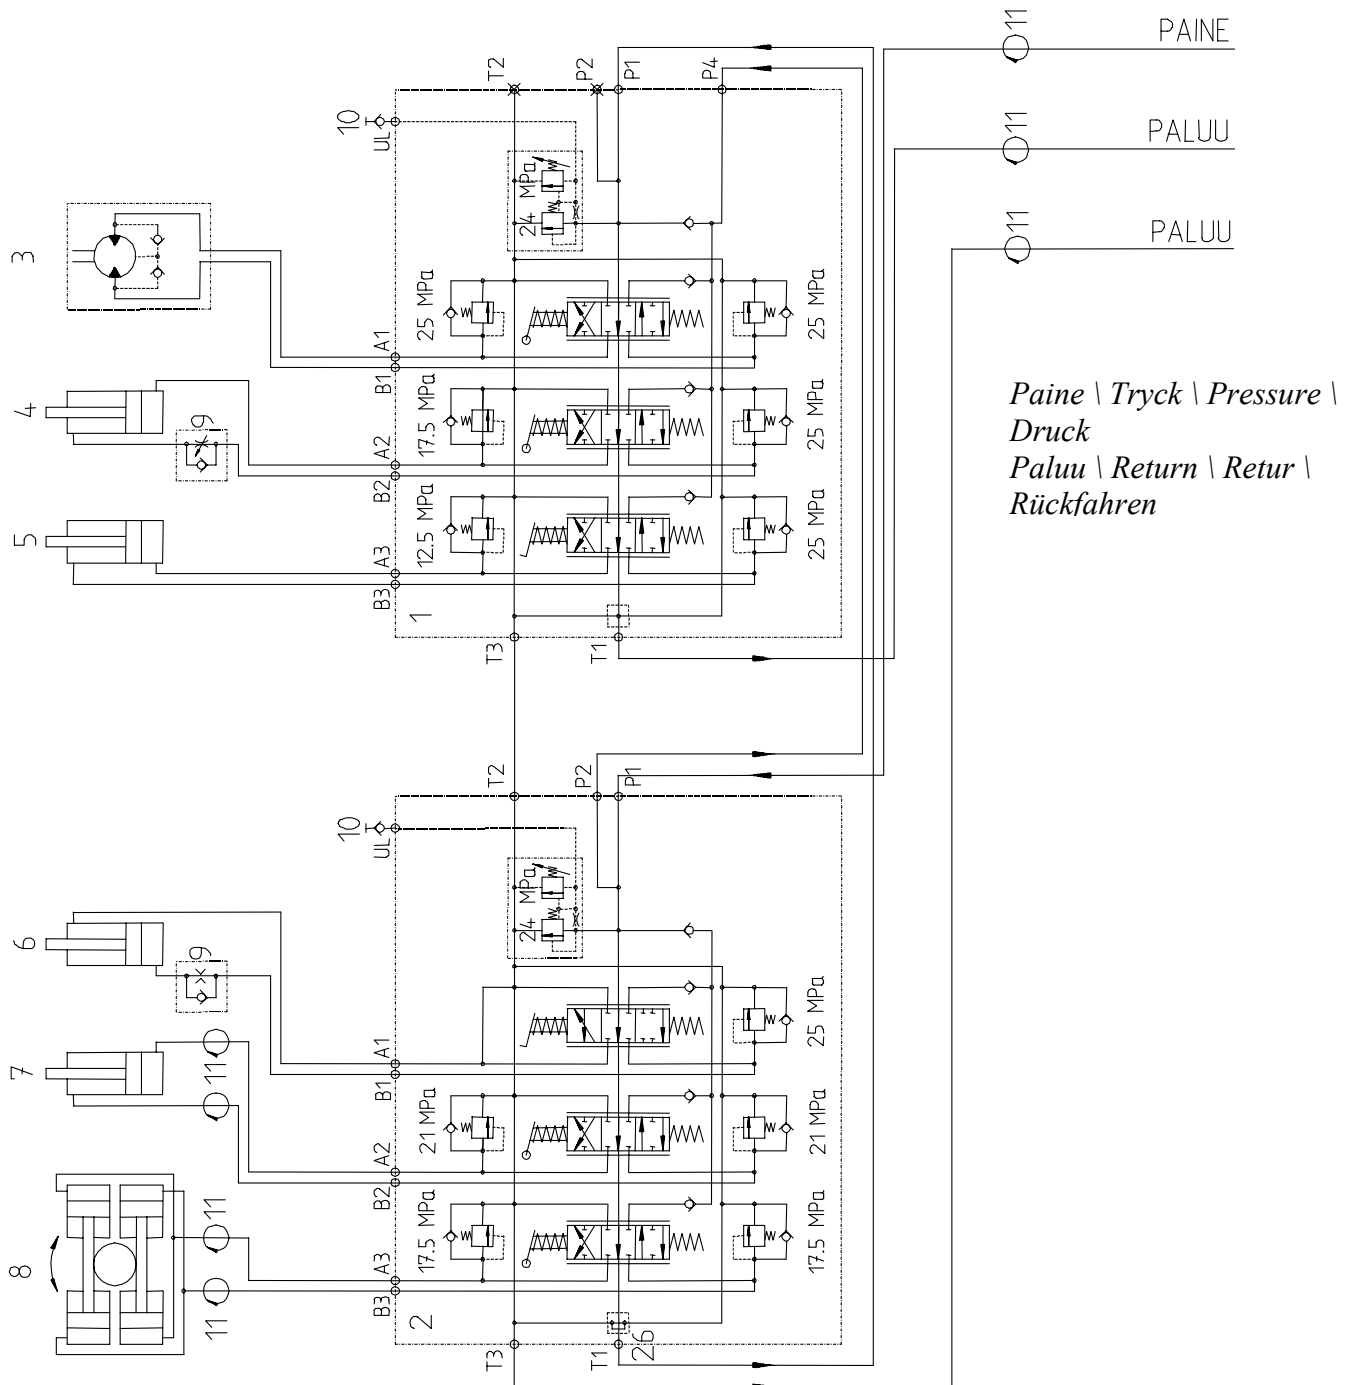 11
PAINE
11
PALUU
11
PALUU
Paine \ Tryck \ Pressure \
Druck
Paluu \ Return \ Retur \
Rückfahren
T2
P2
P1
P4
10
UL
24 MPa
3
A1
B1
25 MPa
25 MPa
4
9
A2
B2
17.5 MPa
25 MPa
5
A3
B3
12.5 MPa
25 MPa
1
T3
T1
T2
P2
P1
10
UL
24 MPa
6
9
A1
B1
25 MPa
7
11
11
A2
B2
21 MPa
21 MPa
8
11
11
A3
B3
17.5 MPa
17.5 MPa
2
T3
T1
26